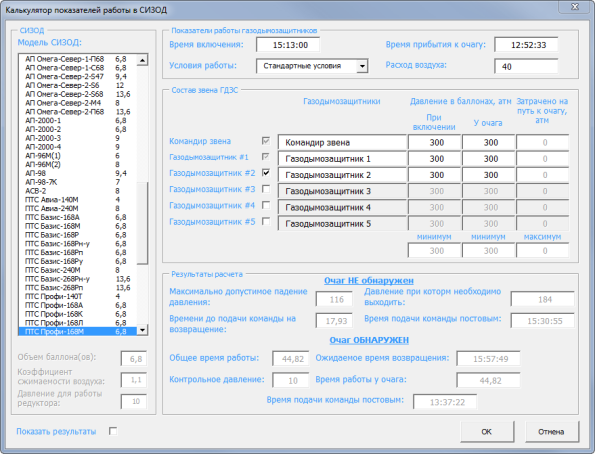 Калькулятор показателей работы в СИЗОД
СИЗОД
Модель СИЗОД:
АП Омега-Север-1-П68 6,8
АП Омега-Север-1-С68 6,8
АП Омега-Север-2-S47 9,4
АП Омега-Север-2-S6 12
АП Омега-Север-2-S68 13,6
АП Омега-Север-2-М4 8
АП Омега-Север-2-П68 13,6
АП-2000-1 4
АП-2000-2 6,8
АП-2000-3 9
АП-2000-4 9
АП-96М(1) 6
АП-96М(2) 8
АП-98 9,4
АП-98-7К 7
АСВ-2 8
ПТС Авиа-140М 4
ПТС Авиа-240М 8
ПТС Базис-168А 6,8
ПТС Базис-168М 6,8
ПТС Базис-168Р 6,8
ПТС Базис-168Рн-у 6,8
ПТС Базис-168Рп 6,8
ПТС Базис-168Ру 6,8
ПТС Базис-240М 8
ПТС Базис-268Рн-у 13,6
ПТС Базис-268Рп 13,6
ПТС Профи-140Т 4
ПТС Профи-168А 6,8
ПТС Профи-168К 6,8
ПТС Профи-168Л 6,8
ПТС Профи-168М 6,8
Объем баллона(ов): 6,8
Коэффициент
сжимаемости воздуха: 1,1
Давление для работы
редуктора: 10
Показать результаты
Показатели работы газодымозащитников
Время включения: 15:13:00 Время прибытия к очагу: 12:52:33
Условия работы: Стандартные условия Расход воздуха: 40
Состав звена ГДЗС
Газодымозащитники Давление в баллонах, атм Затрачено на
путь к очагу,
атм
При
включении У очага
Командир звена Командир звена 300 300 0
Газодымозащитник #1 Газодымозащитник 1 300 300 0
Газодымозащитник #2 Газодымозащитник 2 300 300 0
Газодымозащитник #3 Газодымозащитник 3 300 300 0
Газодымозащитник #4 Газодымозащитник 4 300 300 0
Газодымозащитник #5 Газодымозащитник 5 300 300 0
минимум минимум максимум
300 300 0
Результаты расчета
Очаг НЕ обнаружен
Максимально допустимое падение
давления: 116
Давление при котором необходимо
выходить: 184
Времени до подачи команды на
возвращение: 17,93
Время подачи команды постовым: 15:30:55
Очаг ОБНАРУЖЕН
Общее время работы: 44,82 Ожидаемое время возвращения: 15:57:49
Контрольное давление: 10 Время работы у очага: 44,82
Время подачи команды постовым: 13:37:22
OK Отмена